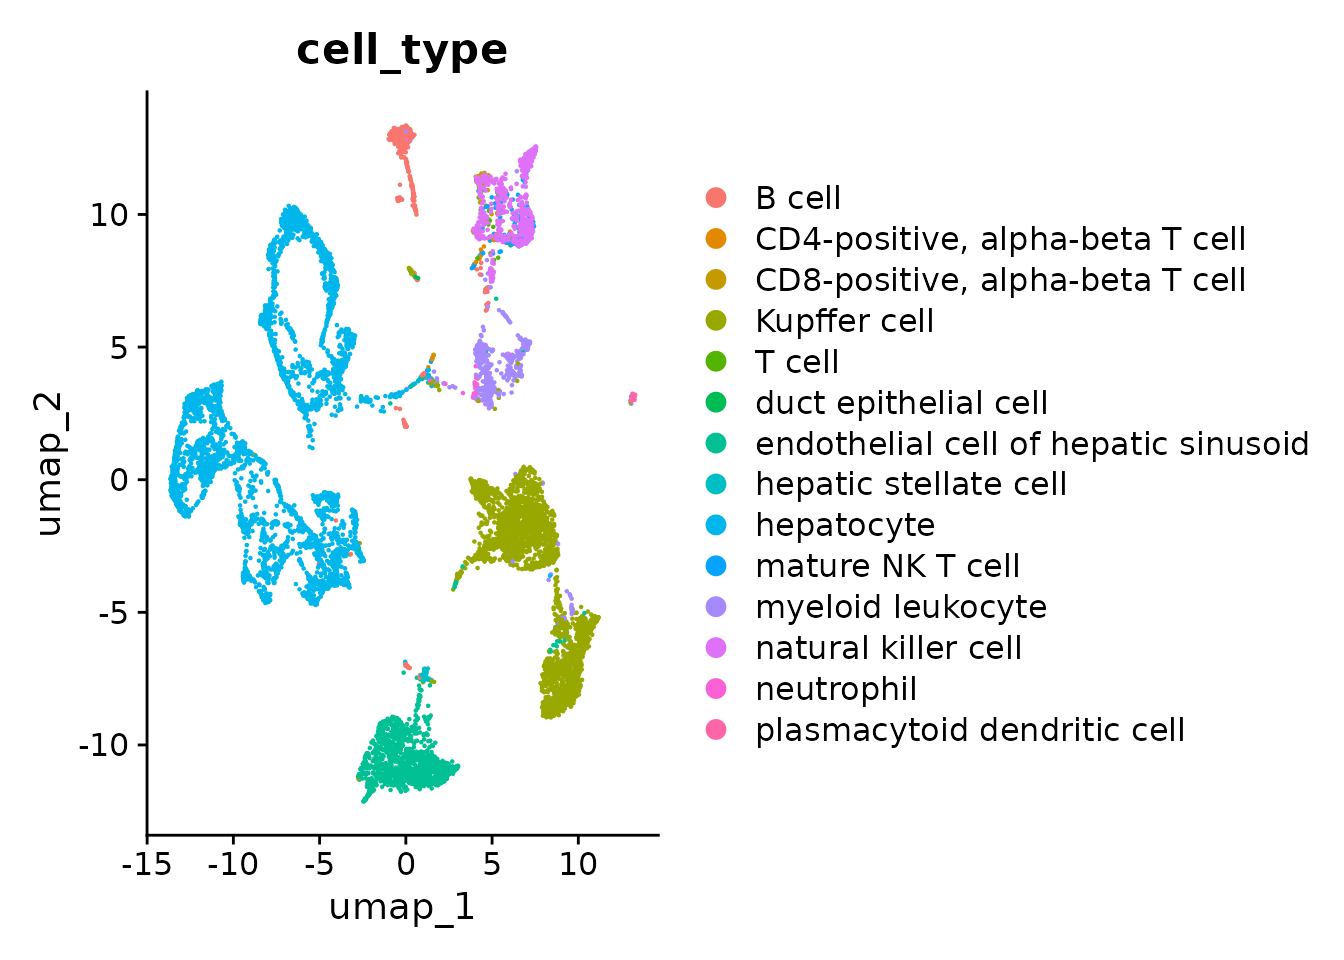 cell_type
umap_2
10
5
0
-5
-10
-15 -10 -5 0 5 10
umap_1
B cell
CD4-positive, alpha-beta T cell
CD8-positive, alpha-beta T cell
Kupffer cell
T cell
duct epithelial cell
endothelial cell of hepatic sinusoid
hepatic stellate cell
hepatocyte
mature NK T cell
myeloid leukocyte
natural killer cell
neutrophil
plasmacytoid dendritic cell